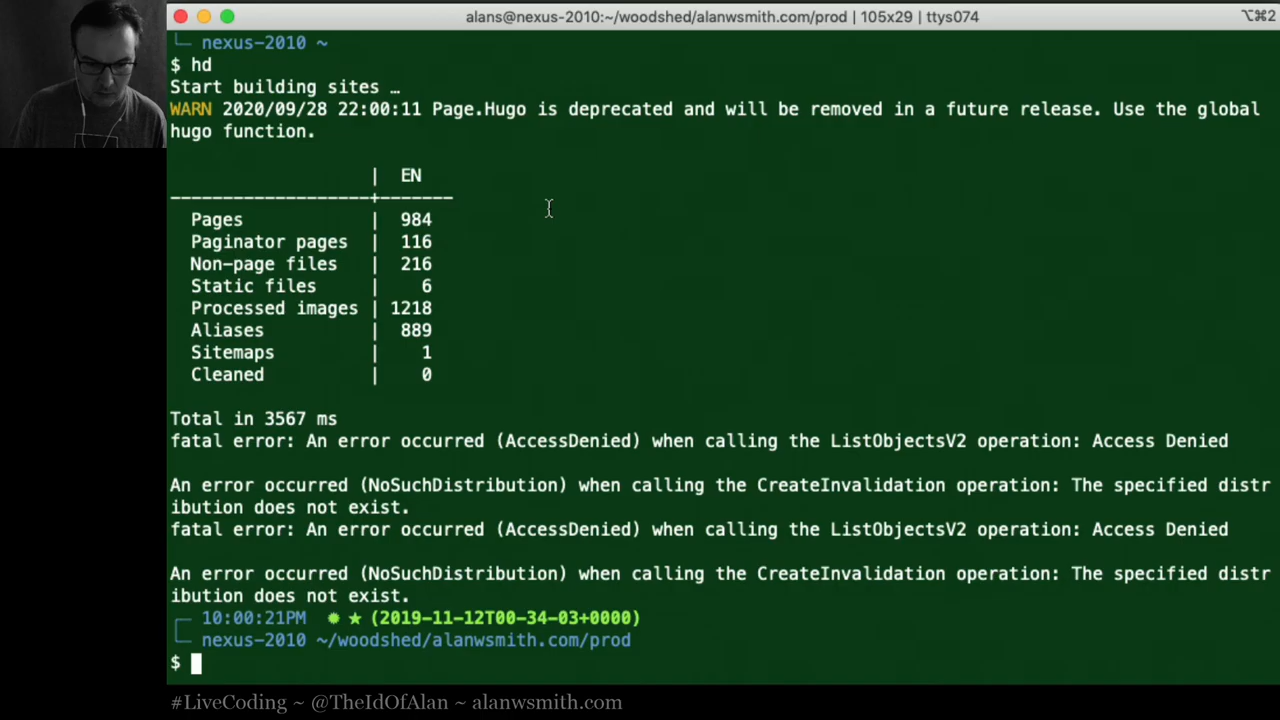 alans@nexus-2010:~/woodshed/alanwsmith.com/prod | 105x29 | ttys074
⌥⌘2
└─ nexus-2010 ~
$ hd
Start building sites …
WARN 2020/09/28 22:00:11 Page.Hugo is deprecated and will be removed in a future release. Use the global
hugo function.
| EN
-------------------+-------
Pages | 984
Paginator pages | 116
Non-page files | 216
Static files | 6
Processed images | 1218
Aliases | 889
Sitemaps | 1
Cleaned | 0
Total in 3567 ms
fatal error: An error occurred (AccessDenied) when calling the ListObjectsV2 operation: Access Denied
An error occurred (NoSuchDistribution) when calling the CreateInvalidation operation: The specified distr
ibution does not exist.
fatal error: An error occurred (AccessDenied) when calling the ListObjectsV2 operation: Access Denied
An error occurred (NoSuchDistribution) when calling the CreateInvalidation operation: The specified distr
ibution does not exist.
┌─ 10:00:21PM ✹ ★ (2019-11-12T00-34-03+0000)
└─ nexus-2010 ~/woodshed/alanwsmith.com/prod
$
#LiveCoding ~ @TheIdOfAlan ~ alanwsmith.com